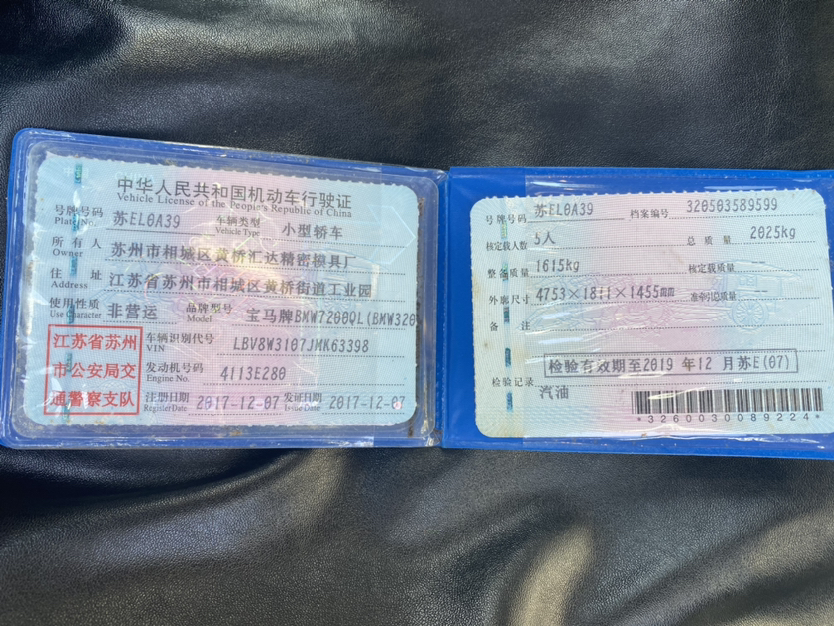 中华人民共和国机动车行驶证
Vehicle License of the People's Republic of China
号牌号码 苏EL0A39 车辆类型 小型轿车
Plate No. Vehicle Type
所有人 苏州市相城区黄桥汇达精密模具厂
Owner
住址 江苏省苏州市相城区黄桥街道工业园
Address
使用性质 非营运 品牌型号 宝马牌BMW7200QL(BMW320
Use Character Model
江苏省苏州
市公安局交
通警察支队
车辆识别代号 LBV8W3107JMK63398
VIN
发动机号码 4113E280
Engine No.
注册日期 2017-12-07 发证日期 2017-12-07
Register Date Issue Date
号牌号码 苏EL0A39 档案编号 320503589599
核定载人数 5人 总质量 2025kg
整备质量 1615kg 核定载质量 --
外廓尺寸 4753×1811×1455mm 准牵引总质量 --
备注
检验有效期至2019 年12 月苏E(07)
检验记录
汽油
*3260030089224*